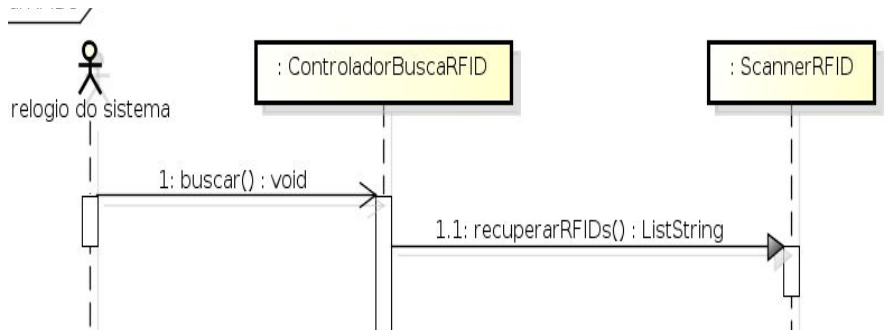 : ControladorBuscaRFID
: ScannerRFID
relogio do sistema
1: buscar() : void
1.1: recuperarRFIDs() : ListString